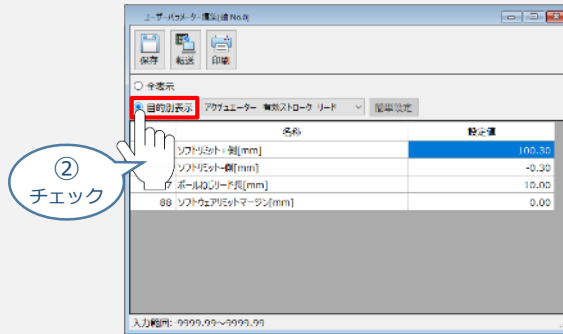 ユーザーパラメーター編集[軸 No.0]
保存 転送 印刷
全表示
目的別表示 アクチュエーター 有効ストローク リード 簡単設定
名称 設定値
ソフトリミット+側[mm] 100.30
ソフトリミット-側[mm] -0.30
7 ボールねじリード長[mm] 10.00
88 ソフトウェアリミットマージン[mm] 0.00
②
チェック
入力範囲: -9999.99~9999.99